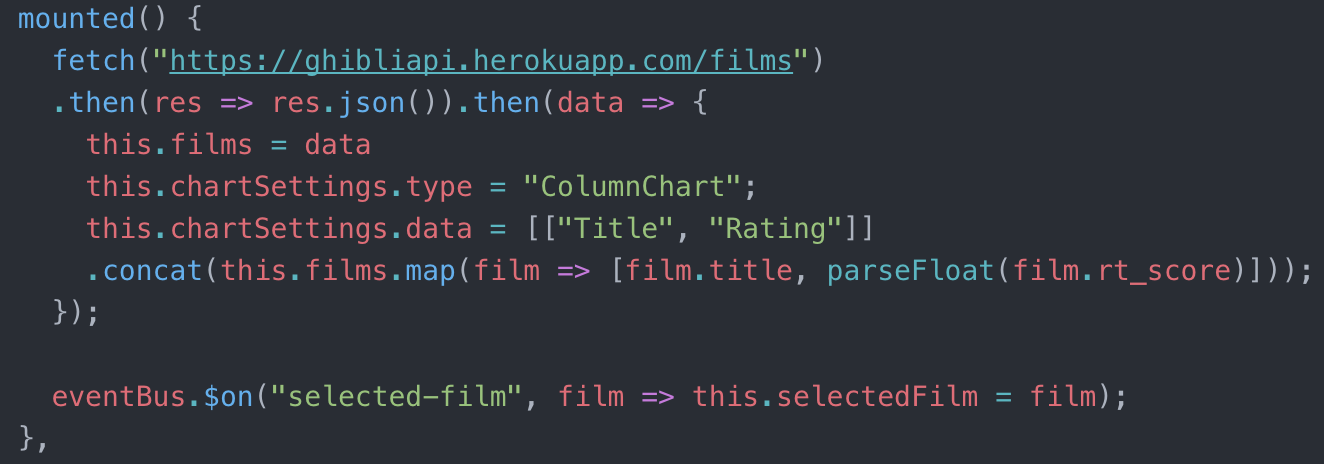 mounted() {
  fetch("https://ghibliapi.herokuapp.com/films")
  .then(res => res.json()).then(data => {
    this.films = data
    this.chartSettings.type = "ColumnChart";
    this.chartSettings.data = [["Title", "Rating"]]
    .concat(this.films.map(film => [film.title, parseFloat(film.rt_score)]));
  });

  eventBus.$on("selected-film", film => this.selectedFilm = film);
},